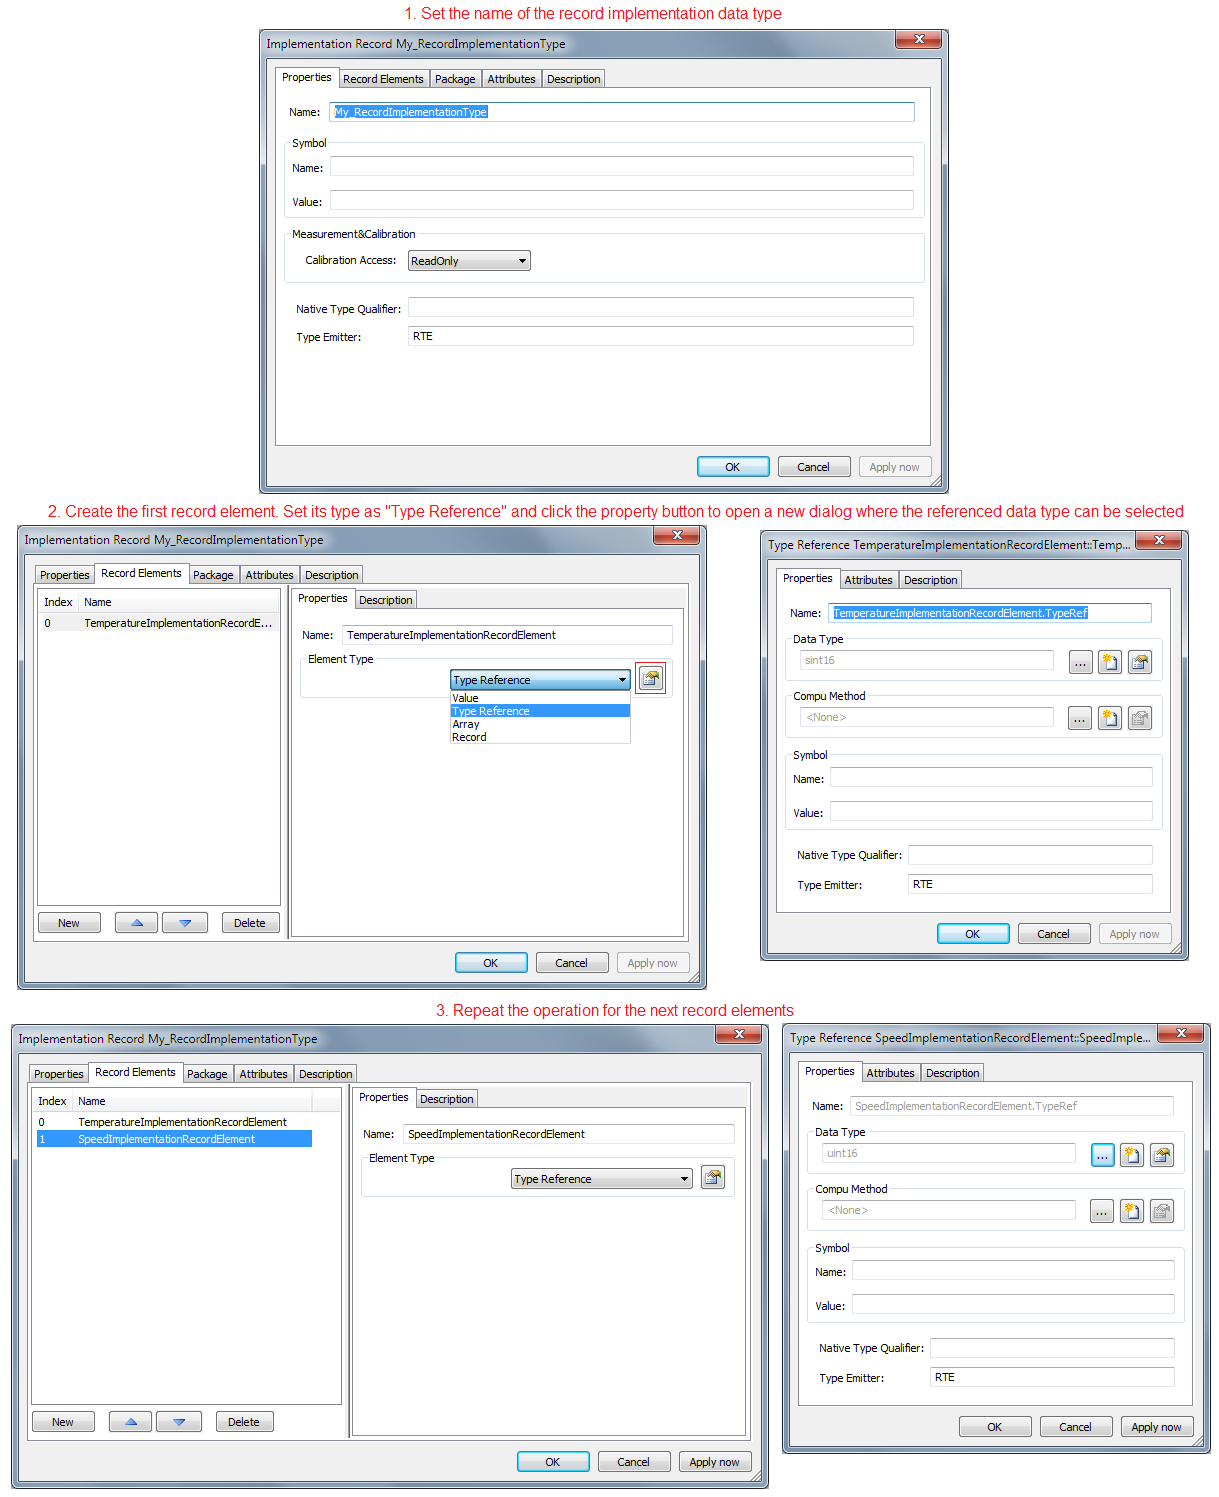 1. Set the name of the record implementation data type
Implementation Record My_RecordImplementationType
Properties Record Elements Package Attributes Description
Name: My_RecordImplementationType
Symbol
Name:
Value:
Measurement&Calibration
Calibration Access: ReadOnly
Native Type Qualifier:
Type Emitter: RTE
OK Cancel Apply now
2. Create the first record element. Set its type as "Type Reference" and click the property button to open a new dialog where the referenced data type can be selected
Implementation Record My_RecordImplementationType
Properties Record Elements Package Attributes Description
Index Name
0 TemperatureImplementationRecordE...
New Delete
Properties Description
Name: TemperatureImplementationRecordElement
Element Type
Type Reference
Value
Type Reference
Array
Record
OK Cancel Apply now
Type Reference TemperatureImplementationRecordElement::Temp...
Properties Attributes Description
Name: TemperatureImplementationRecordElement.TypeRef
Data Type
sint16 ...
Compu Method
<None> ...
Symbol
Name:
Value:
Native Type Qualifier:
Type Emitter: RTE
OK Cancel Apply now
3. Repeat the operation for the next record elements
Implementation Record My_RecordImplementationType
Properties Record Elements Package Attributes Description
Index Name
0 TemperatureImplementationRecordElement
1 SpeedImplementationRecordElement
New Delete
Properties Description
Name: SpeedImplementationRecordElement
Element Type
Type Reference
OK Cancel Apply now
Type Reference SpeedImplementationRecordElement::SpeedImple...
Properties Attributes Description
Name: SpeedImplementationRecordElement.TypeRef
Data Type
uint16 ...
Compu Method
<None> ...
Symbol
Name:
Value:
Native Type Qualifier:
Type Emitter: RTE
OK Cancel Apply now